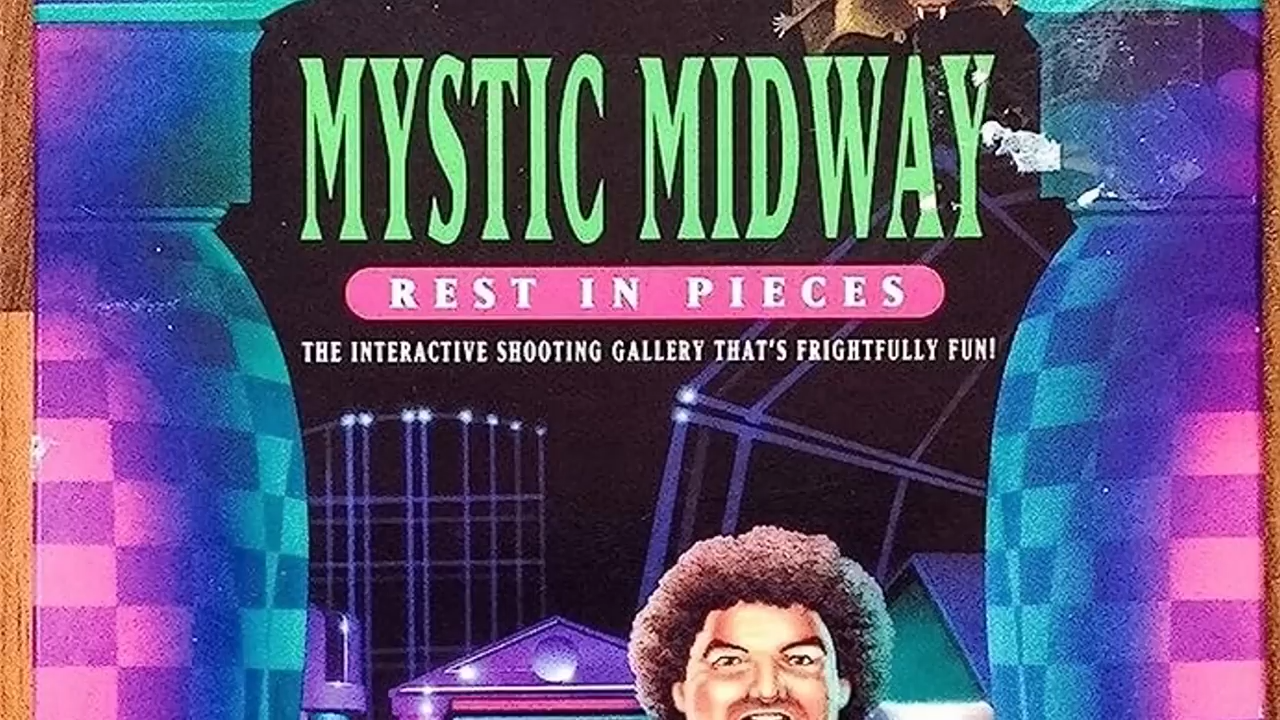 MYSTIC MIDWAY
REST IN PIECES
THE INTERACTIVE SHOOTING GALLERY THAT'S FRIGHTFULLY FUN!